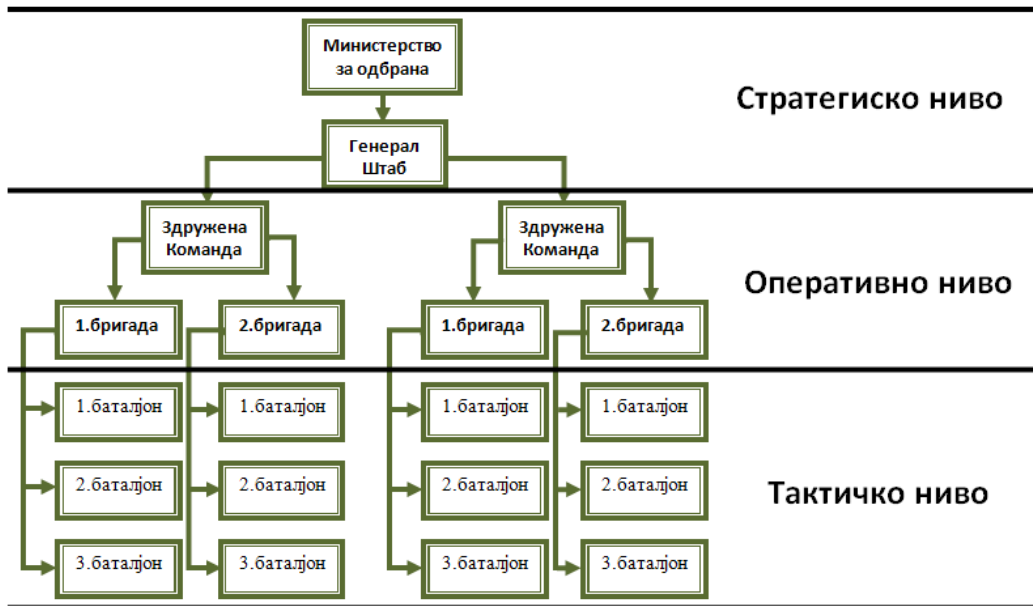 Министерство
за одбрана
Стратегиско ниво
Генерал
Штаб
Здружена
Команда
Здружена
Команда
Оперативно ниво
1.бригада
2.бригада
1.бригада
2.бригада
1.баталјон
1.баталјон
1.баталјон
1.баталјон
2.баталјон
2.баталјон
2.баталјон
2.баталјон
Тактичко ниво
3.баталјон
3.баталјон
3.баталјон
3.баталјон